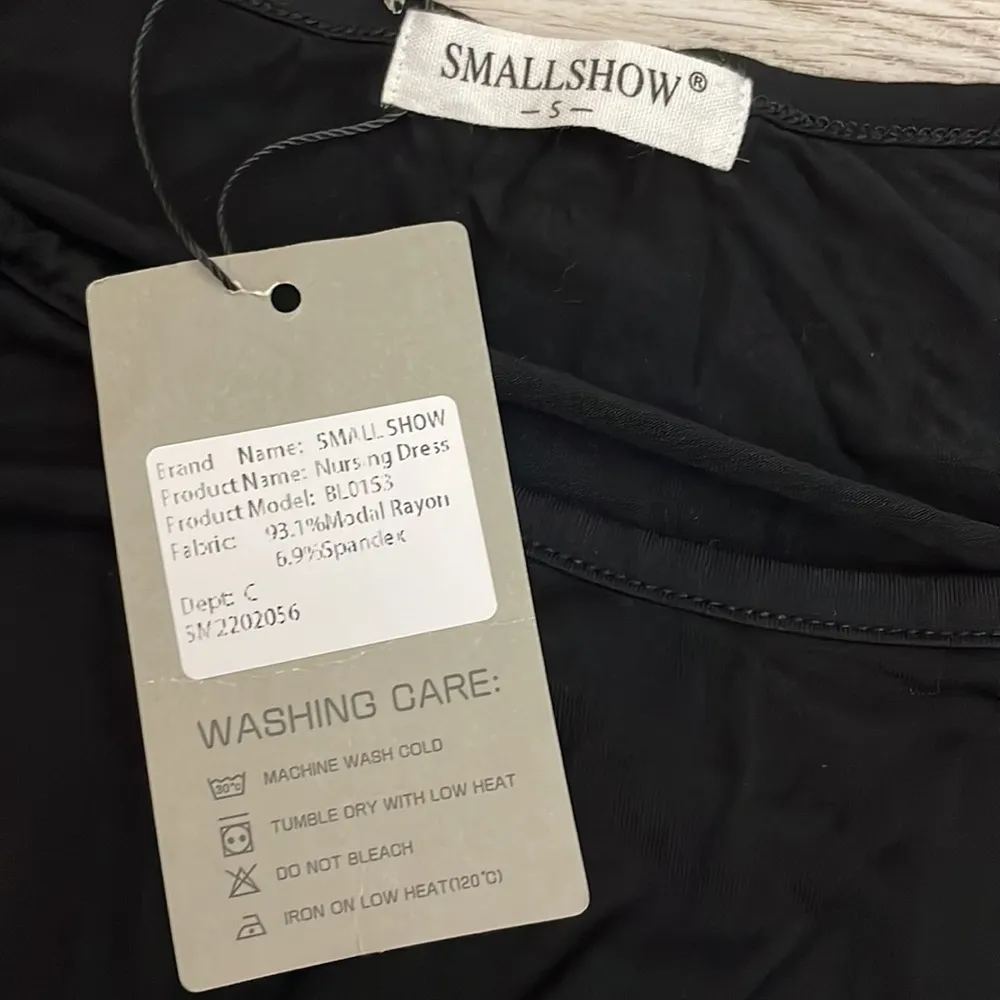 SMALLSHOW®
– S –
Brand Name: SMALL SHOW
Product Name: Nursing Dress
Product Model: BL0153
Fabric: 93.1%Modal Rayon
6.9%Spandex
Dept: C
SM2202056
WASHING CARE:
30°C MACHINE WASH COLD
TUMBLE DRY WITH LOW HEAT
DO NOT BLEACH
IRON ON LOW HEAT(120°C)